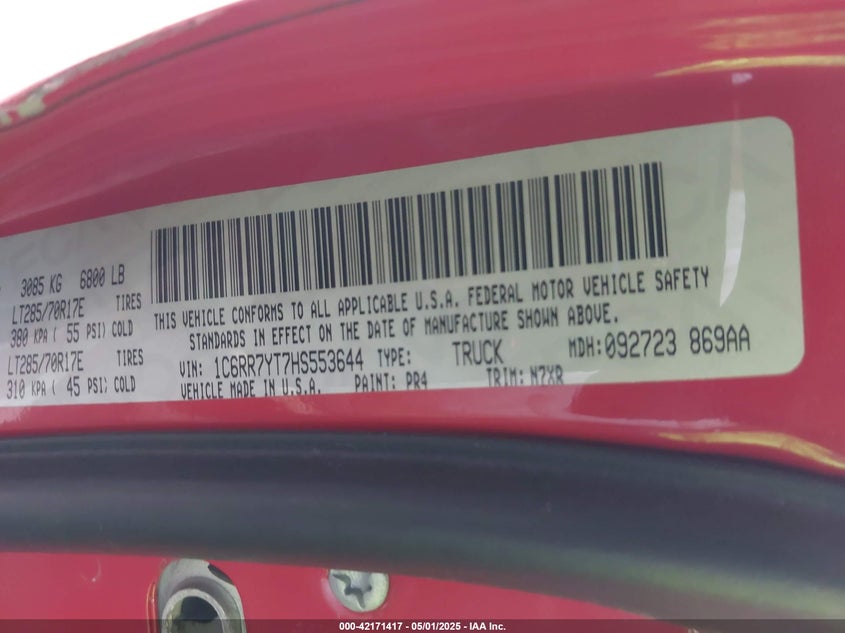 3085 KG 6800 LB
LT285/70R17E TIRES
380 KPA ( 55 PSI) COLD
LT285/70R17E TIRES
310 KPA ( 45 PSI) COLD
THIS VEHICLE CONFORMS TO ALL APPLICABLE U.S.A. FEDERAL MOTOR VEHICLE SAFETY
STANDARDS IN EFFECT ON THE DATE OF MANUFACTURE SHOWN ABOVE.
VIN: 1C6RR7YT7HS553644 TYPE: TRUCK MDH:092723 869AA
VEHICLE MADE IN U.S.A. PAINT: PR4 TRIM: N7XR
000-42171417 - 05/01/2025 - IAA Inc.